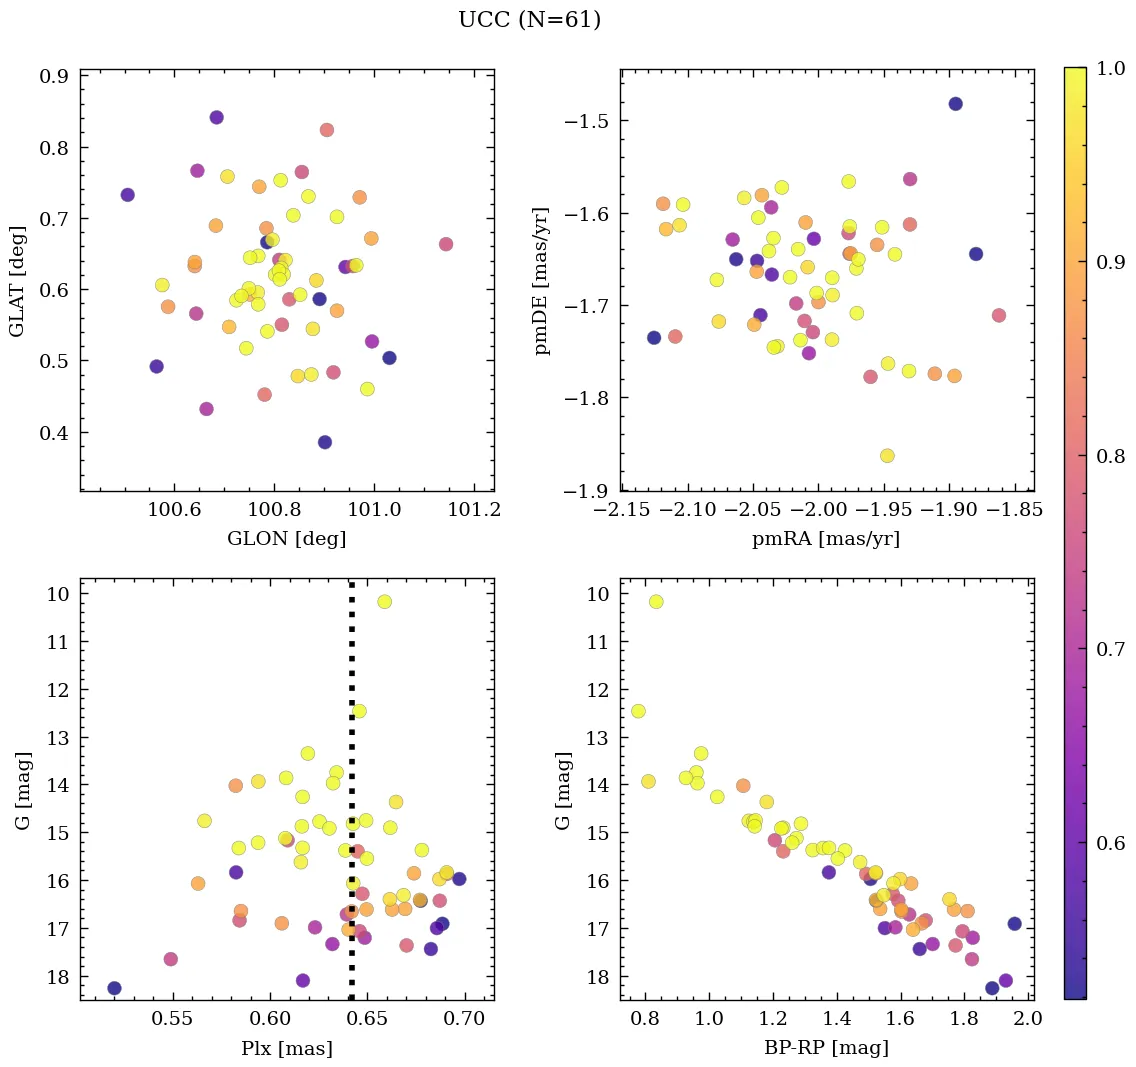 UCC (N=61)
0.9
0.8
0.7
0.6
0.5
0.4
GLAT [deg]
100.6 100.8 101.0 101.2
GLON [deg]
−1.5
−1.6
−1.7
−1.8
−1.9
pmDE [mas/yr]
−2.15 −2.10 −2.05 −2.00 −1.95 −1.90 −1.85
pmRA [mas/yr]
10
11
12
13
14
15
16
17
18
G [mag]
0.55 0.60 0.65 0.70
Plx [mas]
10
11
12
13
14
15
16
17
18
G [mag]
0.8 1.0 1.2 1.4 1.6 1.8 2.0
BP-RP [mag]
1.0
0.9
0.8
0.7
0.6